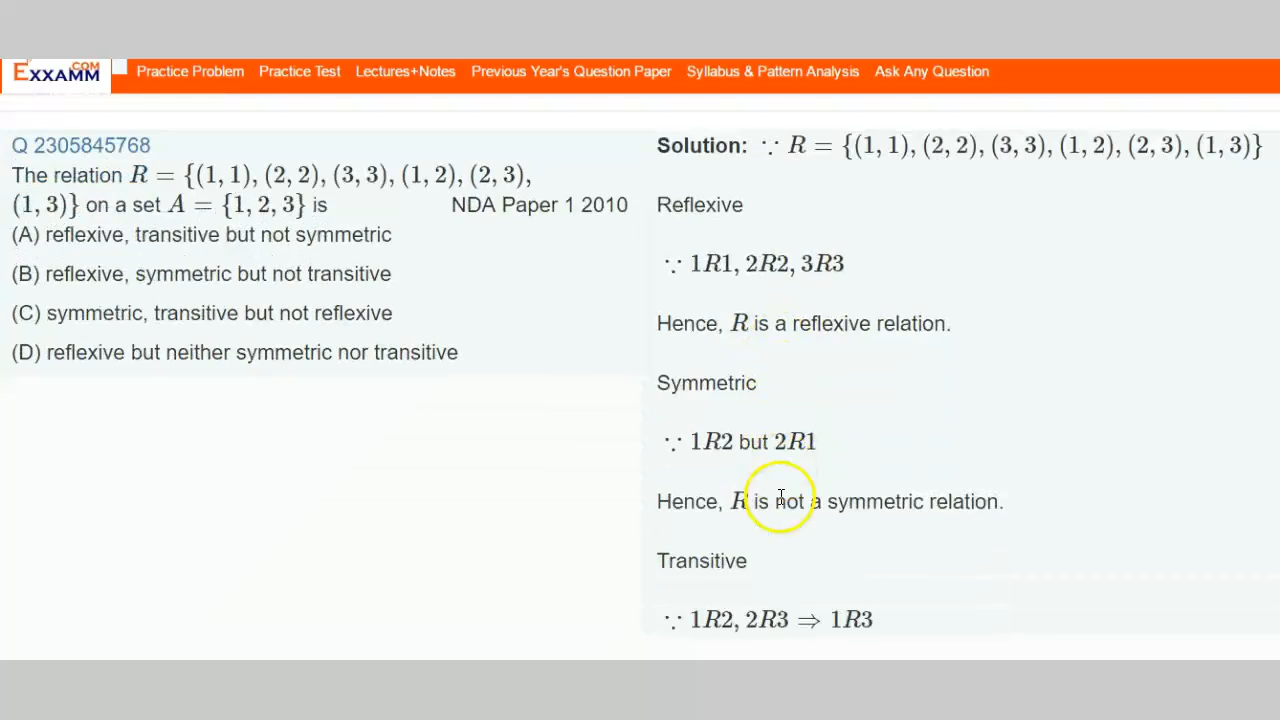 EXXAMM .COM
Practice Problem Practice Test Lectures+Notes Previous Year's Question Paper Syllabus & Pattern Analysis Ask Any Question
Q 2305845768
The relation R = {(1, 1), (2, 2), (3, 3), (1, 2), (2, 3),
(1, 3)} on a set A = {1, 2, 3} is NDA Paper 1 2010
(A) reflexive, transitive but not symmetric
(B) reflexive, symmetric but not transitive
(C) symmetric, transitive but not reflexive
(D) reflexive but neither symmetric nor transitive
Solution: ∵ R = {(1, 1), (2, 2), (3, 3), (1, 2), (2, 3), (1, 3)}
Reflexive
∵ 1R1, 2R2, 3R3
Hence, R is a reflexive relation.
Symmetric
∵ 1R2 but 2R1
Hence, R is not a symmetric relation.
Transitive
∵ 1R2, 2R3 ⇒ 1R3